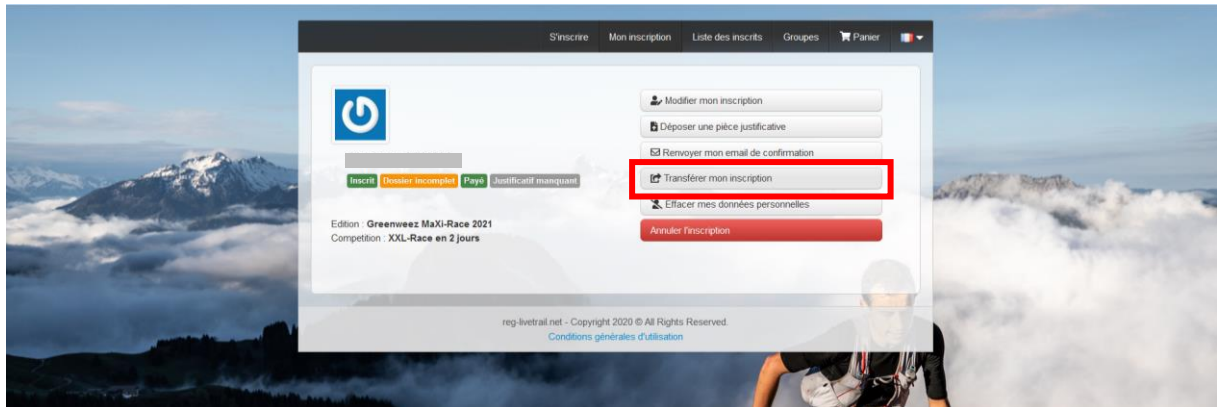 S'inscrire Mon inscription Liste des inscrits Groupes Panier
Modifier mon inscription
Déposer une pièce justificative
Renvoyer mon email de confirmation
Transférer mon inscription
Effacer mes données personnelles
Annuler l'inscription
Inscrit Dossier incomplet Payé Justificatif manquant
Edition : Greenweez MaXi-Race 2021
Competition : XXL-Race en 2 jours
reg-livetrail.net - Copyright 2020 © All Rights Reserved.
Conditions générales d'utilisation